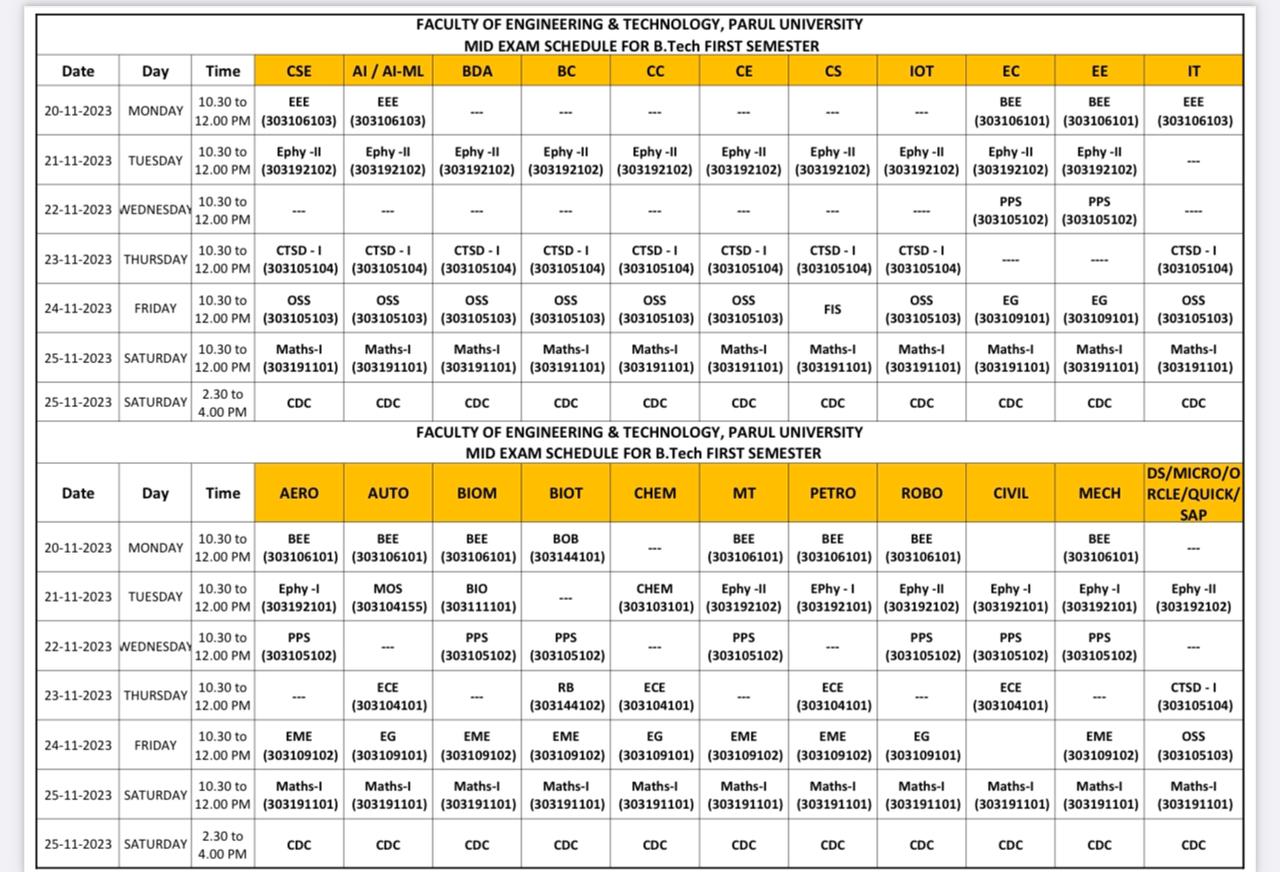 FACULTY OF ENGINEERING & TECHNOLOGY, PARUL UNIVERSITY
MID EXAM SCHEDULE FOR B.Tech FIRST SEMESTER
Date Day Time CSE AI / AI-ML BDA BC CC CE CS IOT EC EE IT
20-11-2023 MONDAY 10.30 to 12.00 PM EEE (303106103) EEE (303106103) --- --- --- --- --- --- BEE (303106101) BEE (303106101) EEE (303106103)
21-11-2023 TUESDAY 10.30 to 12.00 PM Ephy -II (303192102) Ephy -II (303192102) Ephy -II (303192102) Ephy -II (303192102) Ephy -II (303192102) Ephy -II (303192102) Ephy -II (303192102) Ephy -II (303192102) Ephy -II (303192102) Ephy -II (303192102) ---
22-11-2023 WEDNESDAY 10.30 to 12.00 PM --- --- --- --- --- --- --- ---- PPS (303105102) PPS (303105102) ----
23-11-2023 THURSDAY 10.30 to 12.00 PM CTSD - I (303105104) CTSD - I (303105104) CTSD - I (303105104) CTSD - I (303105104) CTSD - I (303105104) CTSD - I (303105104) CTSD - I (303105104) CTSD - I (303105104) ---- ---- CTSD - I (303105104)
24-11-2023 FRIDAY 10.30 to 12.00 PM OSS (303105103) OSS (303105103) OSS (303105103) OSS (303105103) OSS (303105103) OSS (303105103) FIS OSS (303105103) EG (303109101) EG (303109101) OSS (303105103)
25-11-2023 SATURDAY 10.30 to 12.00 PM Maths-I (303191101) Maths-I (303191101) Maths-I (303191101) Maths-I (303191101) Maths-I (303191101) Maths-I (303191101) Maths-I (303191101) Maths-I (303191101) Maths-I (303191101) Maths-I (303191101) Maths-I (303191101)
25-11-2023 SATURDAY 2.30 to 4.00 PM CDC CDC CDC CDC CDC CDC CDC CDC CDC CDC CDC
FACULTY OF ENGINEERING & TECHNOLOGY, PARUL UNIVERSITY
MID EXAM SCHEDULE FOR B.Tech FIRST SEMESTER
Date Day Time AERO AUTO BIOM BIOT CHEM MT PETRO ROBO CIVIL MECH DS/MICRO/O RCLE/QUICK/ SAP
20-11-2023 MONDAY 10.30 to 12.00 PM BEE (303106101) BEE (303106101) BEE (303106101) BOB (303144101) --- BEE (303106101) BEE (303106101) BEE (303106101) BEE (303106101) ---
21-11-2023 TUESDAY 10.30 to 12.00 PM Ephy -I (303192101) MOS (303104155) BIO (303111101) --- CHEM (303103101) Ephy -II (303192102) EPhy - I (303192101) Ephy -II (303192102) Ephy -I (303192101) Ephy -I (303192101) Ephy -II (303192102)
22-11-2023 WEDNESDAY 10.30 to 12.00 PM PPS (303105102) --- PPS (303105102) PPS (303105102) --- PPS (303105102) --- PPS (303105102) PPS (303105102) PPS (303105102) ---
23-11-2023 THURSDAY 10.30 to 12.00 PM --- ECE (303104101) --- RB (303144102) ECE (303104101) --- ECE (303104101) --- ECE (303104101) --- CTSD - I (303105104)
24-11-2023 FRIDAY 10.30 to 12.00 PM EME (303109102) EG (303109101) EME (303109102) EME (303109102) EG (303109101) EME (303109102) EME (303109102) EG (303109101) EME (303109102) OSS (303105103)
25-11-2023 SATURDAY 10.30 to 12.00 PM Maths-I (303191101) Maths-I (303191101) Maths-I (303191101) Maths-I (303191101) Maths-I (303191101) Maths-I (303191101) Maths-I (303191101) Maths-I (303191101) Maths-I (303191101) Maths-I (303191101) Maths-I (303191101)
25-11-2023 SATURDAY 2.30 to 4.00 PM CDC CDC CDC CDC CDC CDC CDC CDC CDC CDC CDC